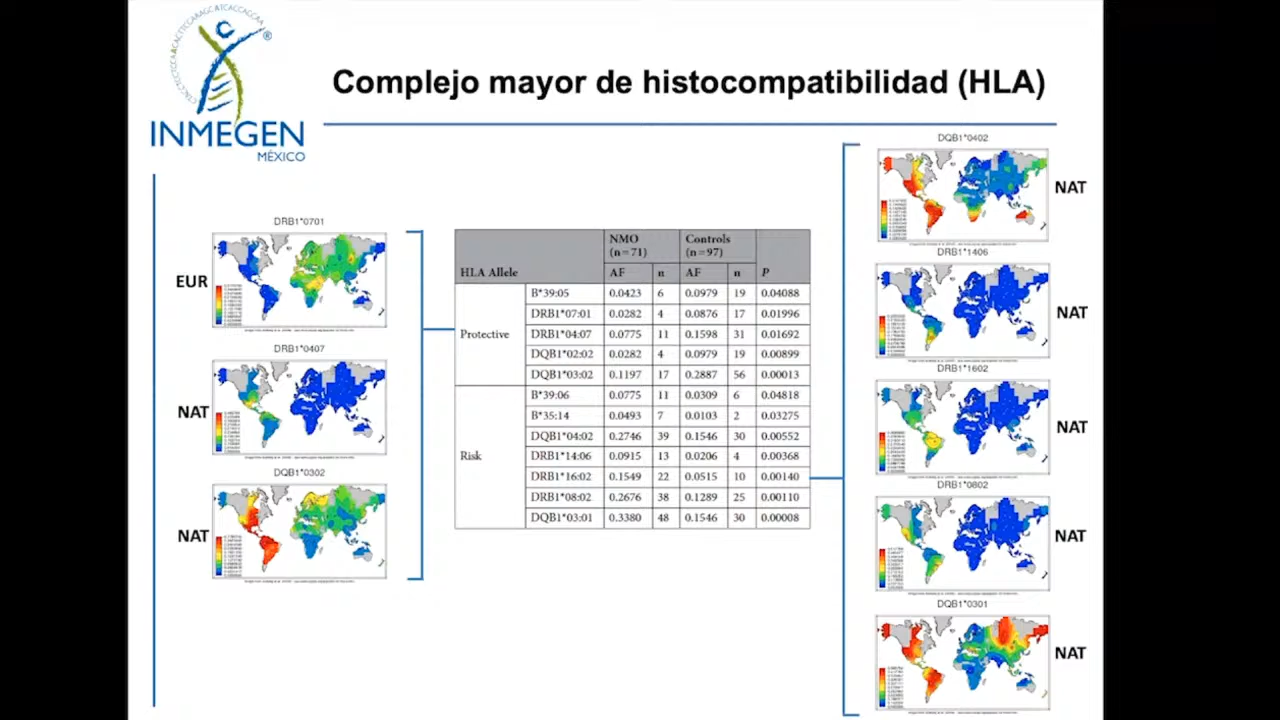 INMEGEN
MÉXICO
Complejo mayor de histocompatibilidad (HLA)
DRB1*0701
EUR
DRB1*0407
NAT
DQB1*0302
NAT
HLA Allele NMO (n=71) Controls (n=97) P
AF n AF n
Protective
B*39:05 0.0423 6 0.0979 19 0.04088
DRB1*07:01 0.0282 4 0.0876 17 0.01996
DRB1*04:07 0.0775 11 0.1598 31 0.01692
DQB1*02:02 0.0282 4 0.0979 19 0.00899
DQB1*03:02 0.1197 17 0.2887 56 0.00013
Risk
B*39:06 0.0775 11 0.0309 6 0.04818
B*35:14 0.0493 7 0.0103 2 0.03275
DQB1*04:02 0.2746 39 0.1546 30 0.00552
DRB1*14:06 0.0915 13 0.0206 4 0.00368
DRB1*16:02 0.1549 22 0.0515 10 0.00140
DRB1*08:02 0.2676 38 0.1289 25 0.00110
DQB1*03:01 0.3380 48 0.1546 30 0.00008
DQB1*0402
NAT
DRB1*1406
NAT
DRB1*1602
NAT
DRB1*0802
NAT
DQB1*0301
NAT